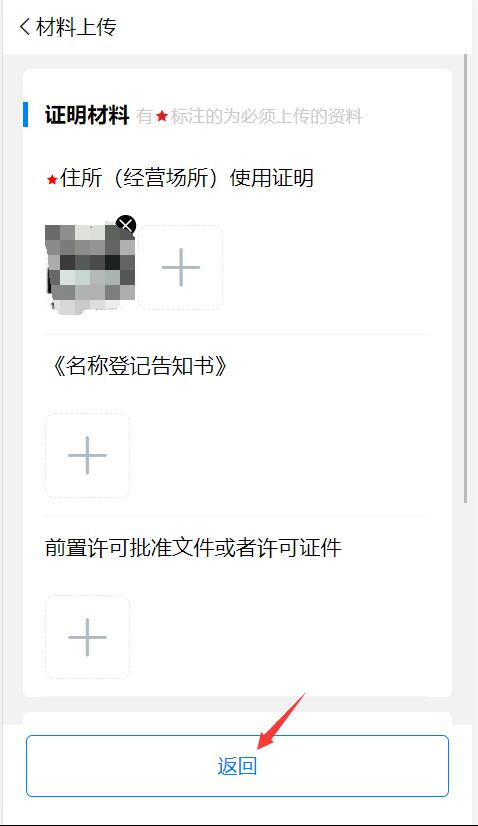 材料上传
证明材料 有★标注的为必须上传的资料
★住所（经营场所）使用证明
《名称登记告知书》
前置许可批准文件或者许可证件
返回